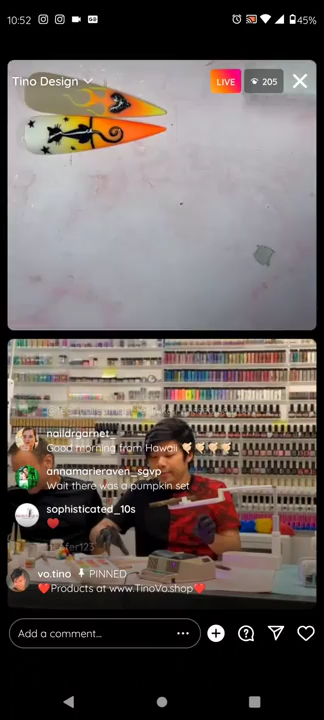 10:52
45%
Tino Design
LIVE
205
naildrgarnet
Good morning from Hawaii
annamarieraven_sgvp
Wait there was a pumpkin set
sophisticated_10s
vo.tino PINNED
Products at www.TinoVo.shop
Add a comment...